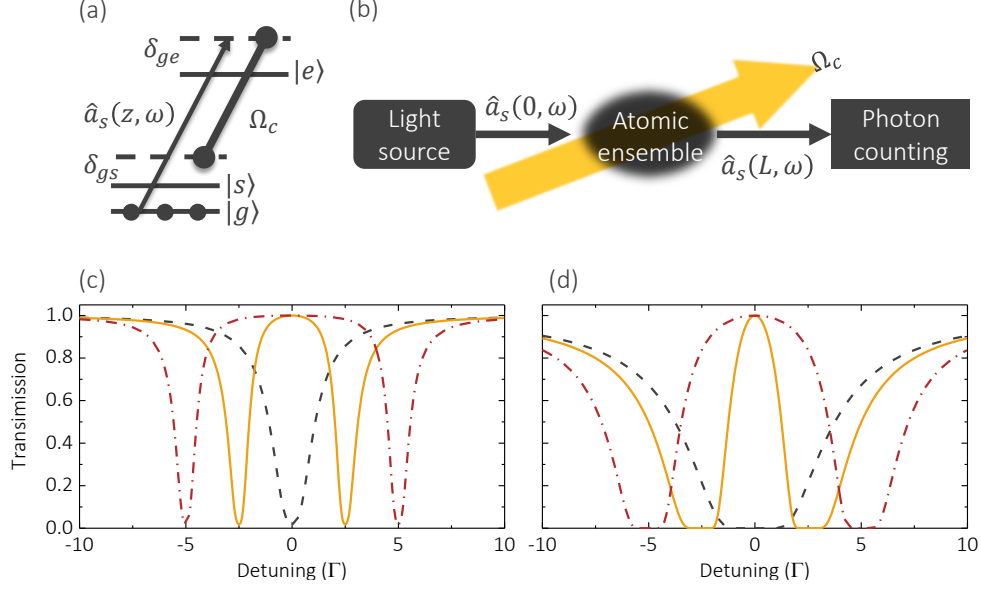 (a)
δ_ge
|e⟩
â_s(z, ω)
Ω_c
δ_gs
|s⟩
|g⟩
(b)
Ω_c
Light
source
â_s(0, ω)
Atomic
ensemble
â_s(L, ω)
Photon
counting
(c)
Transimission
1.0
0.8
0.6
0.4
0.2
0.0
-10 -5 0 5 10
Detuning (Γ)
(d)
-10 -5 0 5 10
Detuning (Γ)